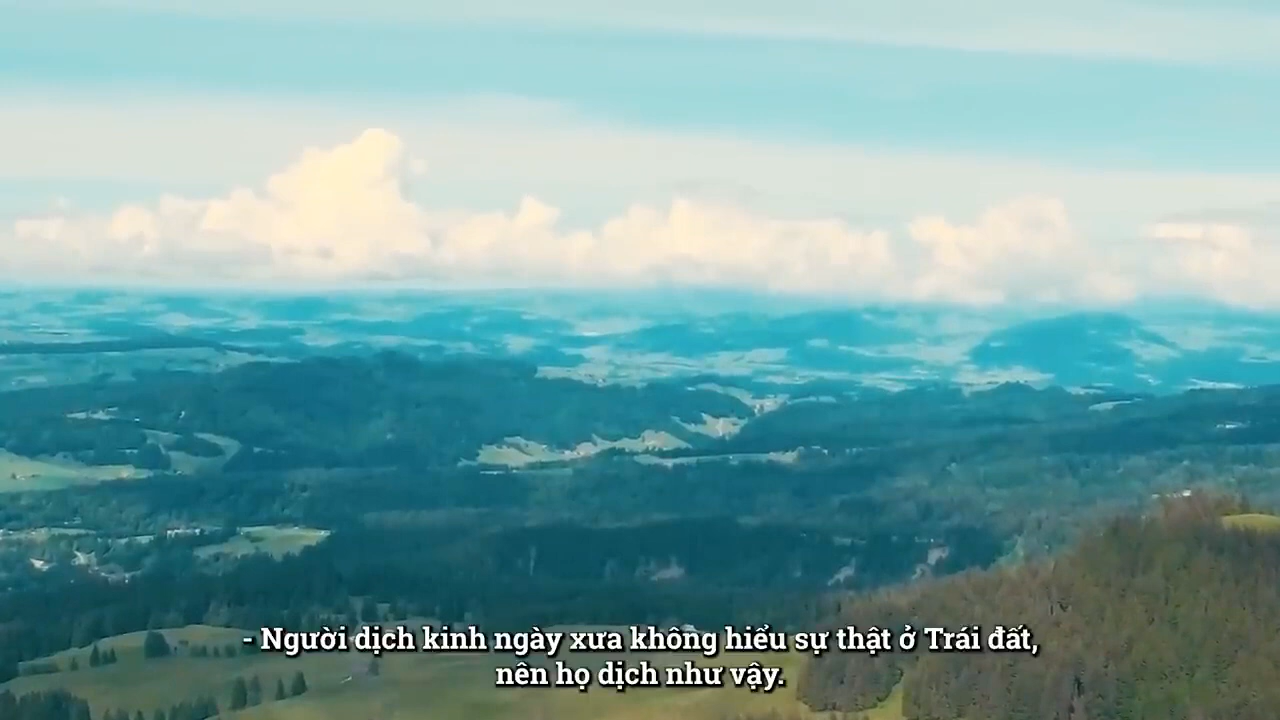 - Người dịch kinh ngày xưa không hiểu sự thật ở Trái đất,
nên họ dịch như vậy.